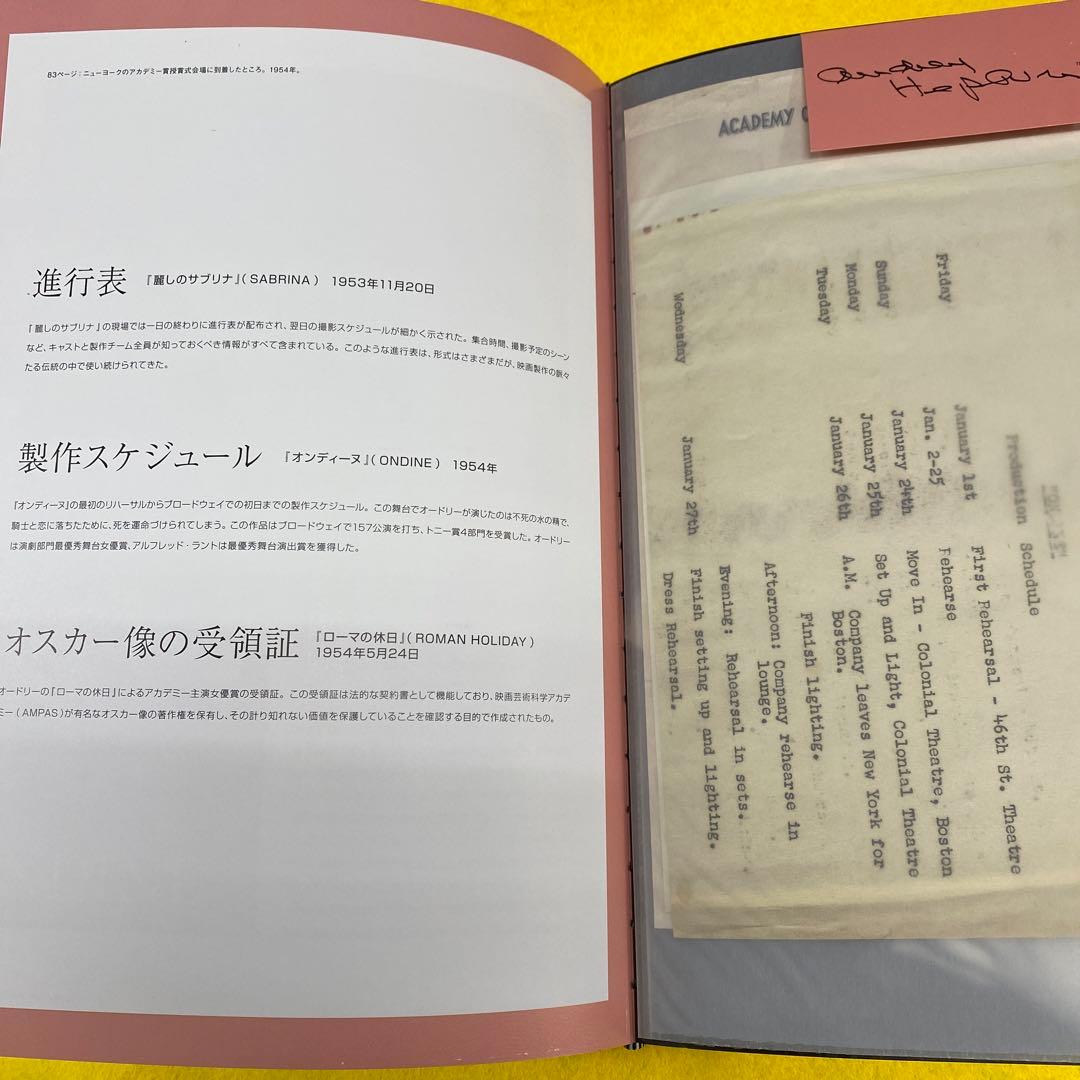 83ページ：ニューヨークのアカデミー賞授賞式会場に到着したところ。1954年。
進行表 『麗しのサブリナ』（SABRINA） 1953年11月20日
『麗しのサブリナ』の現場では一日の終わりに進行表が配布され、翌日の撮影スケジュールが細かく示された。集合時間、撮影予定のシーン
など、キャストと製作チーム全員が知っておくべき情報がすべて含まれている。このような進行表は、形式はさまざまだが、映画製作の脈々
たる伝統の中で使い続けられてきた。
製作スケジュール 『オンディーヌ』（ONDINE） 1954年
『オンディーヌ』の最初のリハーサルからブロードウェイでの初日までの製作スケジュール。この舞台でオードリーが演じたのは不死の水の精で、
騎士と恋に落ちたために、死を運命づけられてしまう。この作品はブロードウェイで157公演を打ち、トニー賞4部門を受賞した。オードリー
は演劇部門最優秀舞台女優賞、アルフレッド・ラントは最優秀舞台演出賞を獲得した。
オスカー像の受領証 『ローマの休日』（ROMAN HOLIDAY）
1954年5月24日
オードリーの『ローマの休日』によるアカデミー主演女優賞の受領証。この受領証は法的な契約書として機能しており、映画芸術科学アカデ
ミー（AMPAS）が有名なオスカー像の著作権を保有し、その計り知れない価値を保護していることを確認する目的で作成されたもの。
Audrey
Hepburn
ACADEMY
Production Schedule
Friday January 1st First Rehearsal - 46th St. Theatre
Jan. 2-25 Rehearse
Sunday January 24th Move In - Colonial Theatre, Boston
Monday January 25th Set Up and Light, Colonial Theatre
Tuesday January 26th A.M. Company leaves New York for
Boston.
Finish lighting.
Afternoon: Company rehearse in
lounge.
Evening: Rehearsal in sets.
Wednesday January 27th Finish setting up and lighting.
Dress Rehearsal.